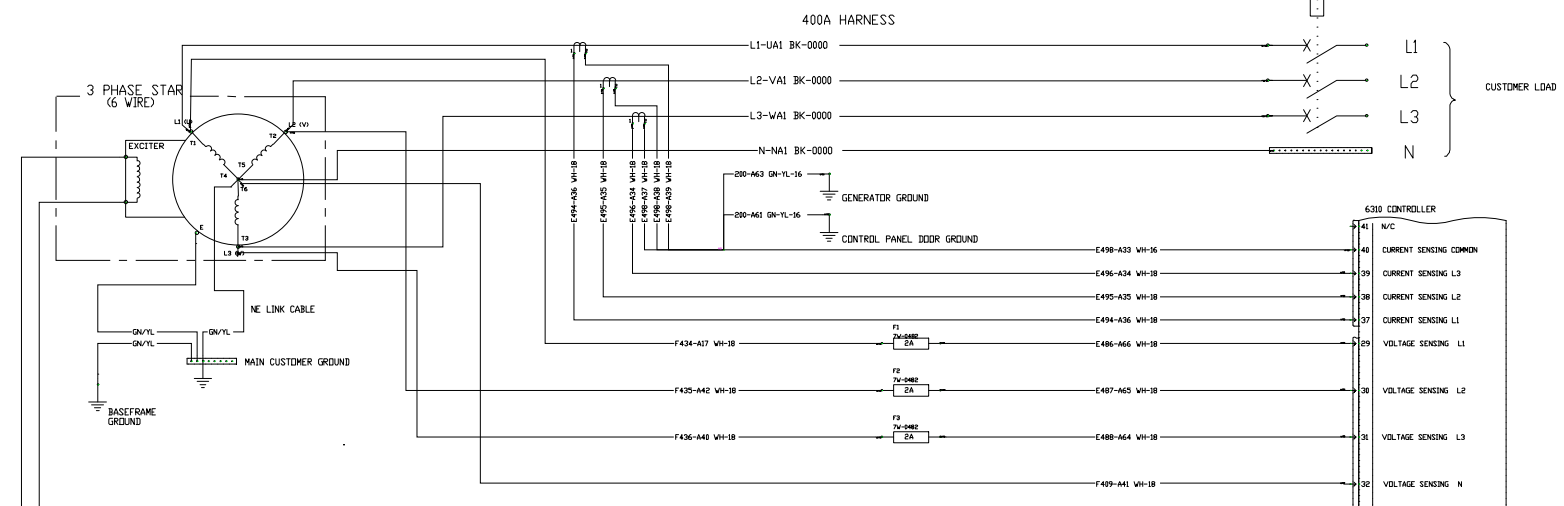 400A HARNESS
L1-UA1 BK-0000
L1
L2-VA1 BK-0000
L2
CUSTOMER LOAD
3 PHASE STAR
(6 WIRE)
L3-WA1 BK-0000
L3
L1 (U)
L2 (V)
T1
T2
EXCITER
N-NA1 BK-0000
N
T5
T4
T6
E494-A36 WH-18
E495-A35 WH-18
E496-A34 WH-18
E498-A37 WH-18
E498-A38 WH-18
E498-A39 WH-18
200-A63 GN-YL-16
GENERATOR GROUND
200-A61 GN-YL-16
CONTROL PANEL DOOR GROUND
6310 CONTROLLER
E
T3
L3 (W)
41 N/C
E498-A33 WH-16
40 CURRENT SENSING COMMON
E496-A34 WH-18
39 CURRENT SENSING L3
E495-A35 WH-18
38 CURRENT SENSING L2
NE LINK CABLE
E494-A36 WH-18
37 CURRENT SENSING L1
GN/YL
GN/YL
GN/YL
F1
7W-0482
2A
F434-A17 WH-18
E486-A66 WH-18
29 VOLTAGE SENSING L1
MAIN CUSTOMER GROUND
F2
7W-0482
2A
F435-A42 WH-18
E487-A65 WH-18
30 VOLTAGE SENSING L2
BASEFRAME
GROUND
F3
7W-0482
2A
F436-A40 WH-18
E488-A64 WH-18
31 VOLTAGE SENSING L3
F409-A41 WH-18
32 VOLTAGE SENSING N